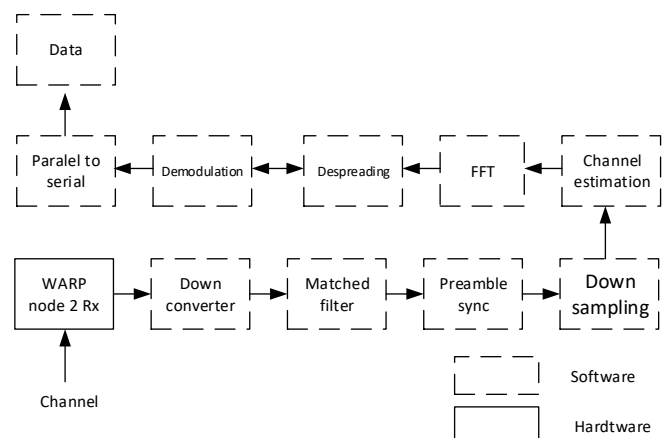 Data
Paralel to
serial
Demodulation
Despreading
FFT
Channel
estimation
WARP
node 2 Rx
Down
converter
Matched
filter
Preamble
sync
Down
sampling
Channel
Software
Hardtware